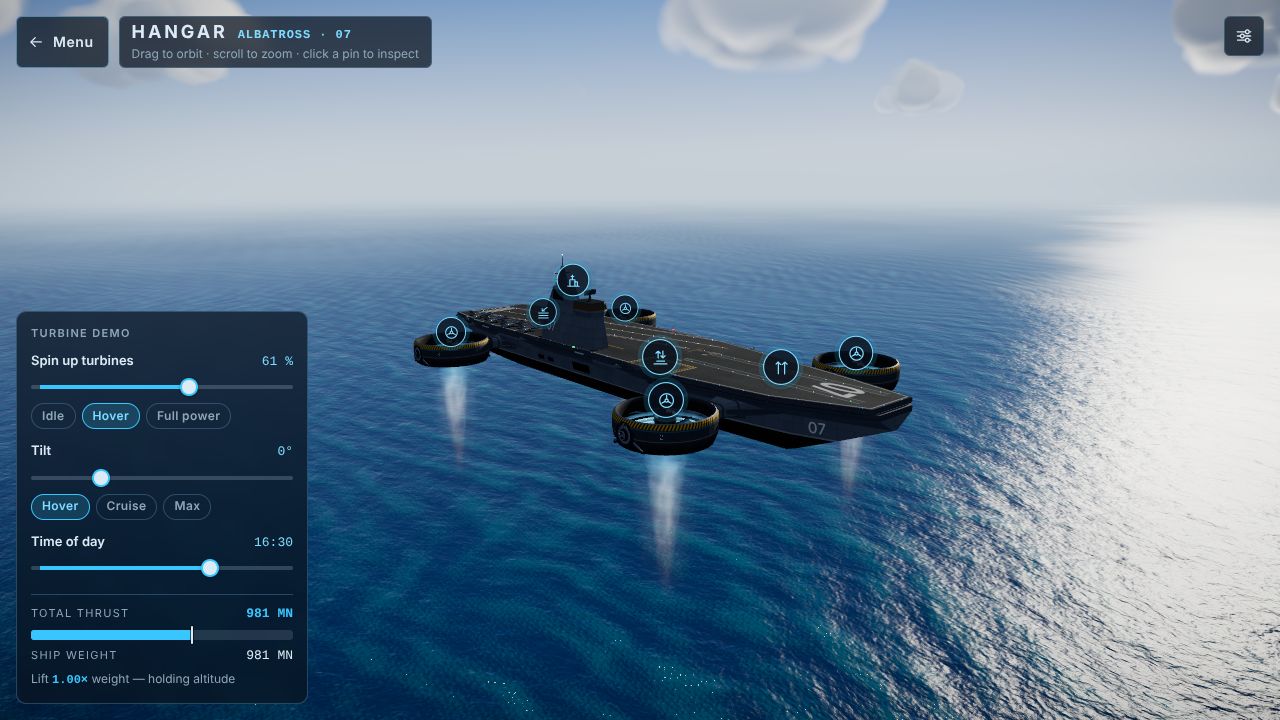 Menu
HANGAR ALBATROSS · 07
Drag to orbit · scroll to zoom · click a pin to inspect
TURBINE DEMO
Spin up turbines 61 %
Idle Hover Full power
Tilt 0°
Hover Cruise Max
Time of day 16:30
TOTAL THRUST 981 MN
SHIP WEIGHT 981 MN
Lift 1.00× weight — holding altitude
07
07